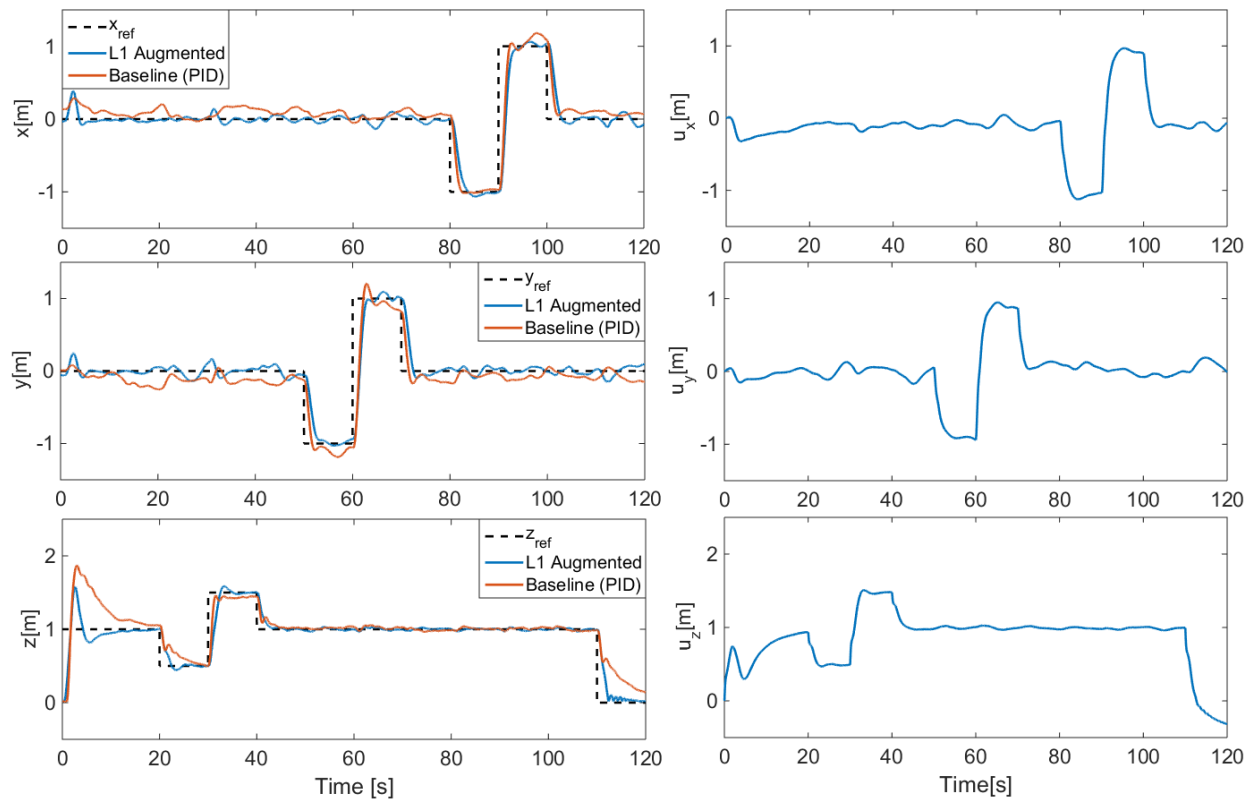 x_ref
L1 Augmented
Baseline (PID)
x[m]
1
0
-1
0 20 40 60 80 100 120
u_x[m]
1
0
-1
0 20 40 60 80 100 120
y_ref
L1 Augmented
Baseline (PID)
y[m]
1
0
-1
0 20 40 60 80 100 120
u_y[m]
1
0
-1
0 20 40 60 80 100 120
z_ref
L1 Augmented
Baseline (PID)
z[m]
2
1
0
0 20 40 60 80 100 120
Time [s]
u_z[m]
2
1
0
0 20 40 60 80 100 120
Time[s]